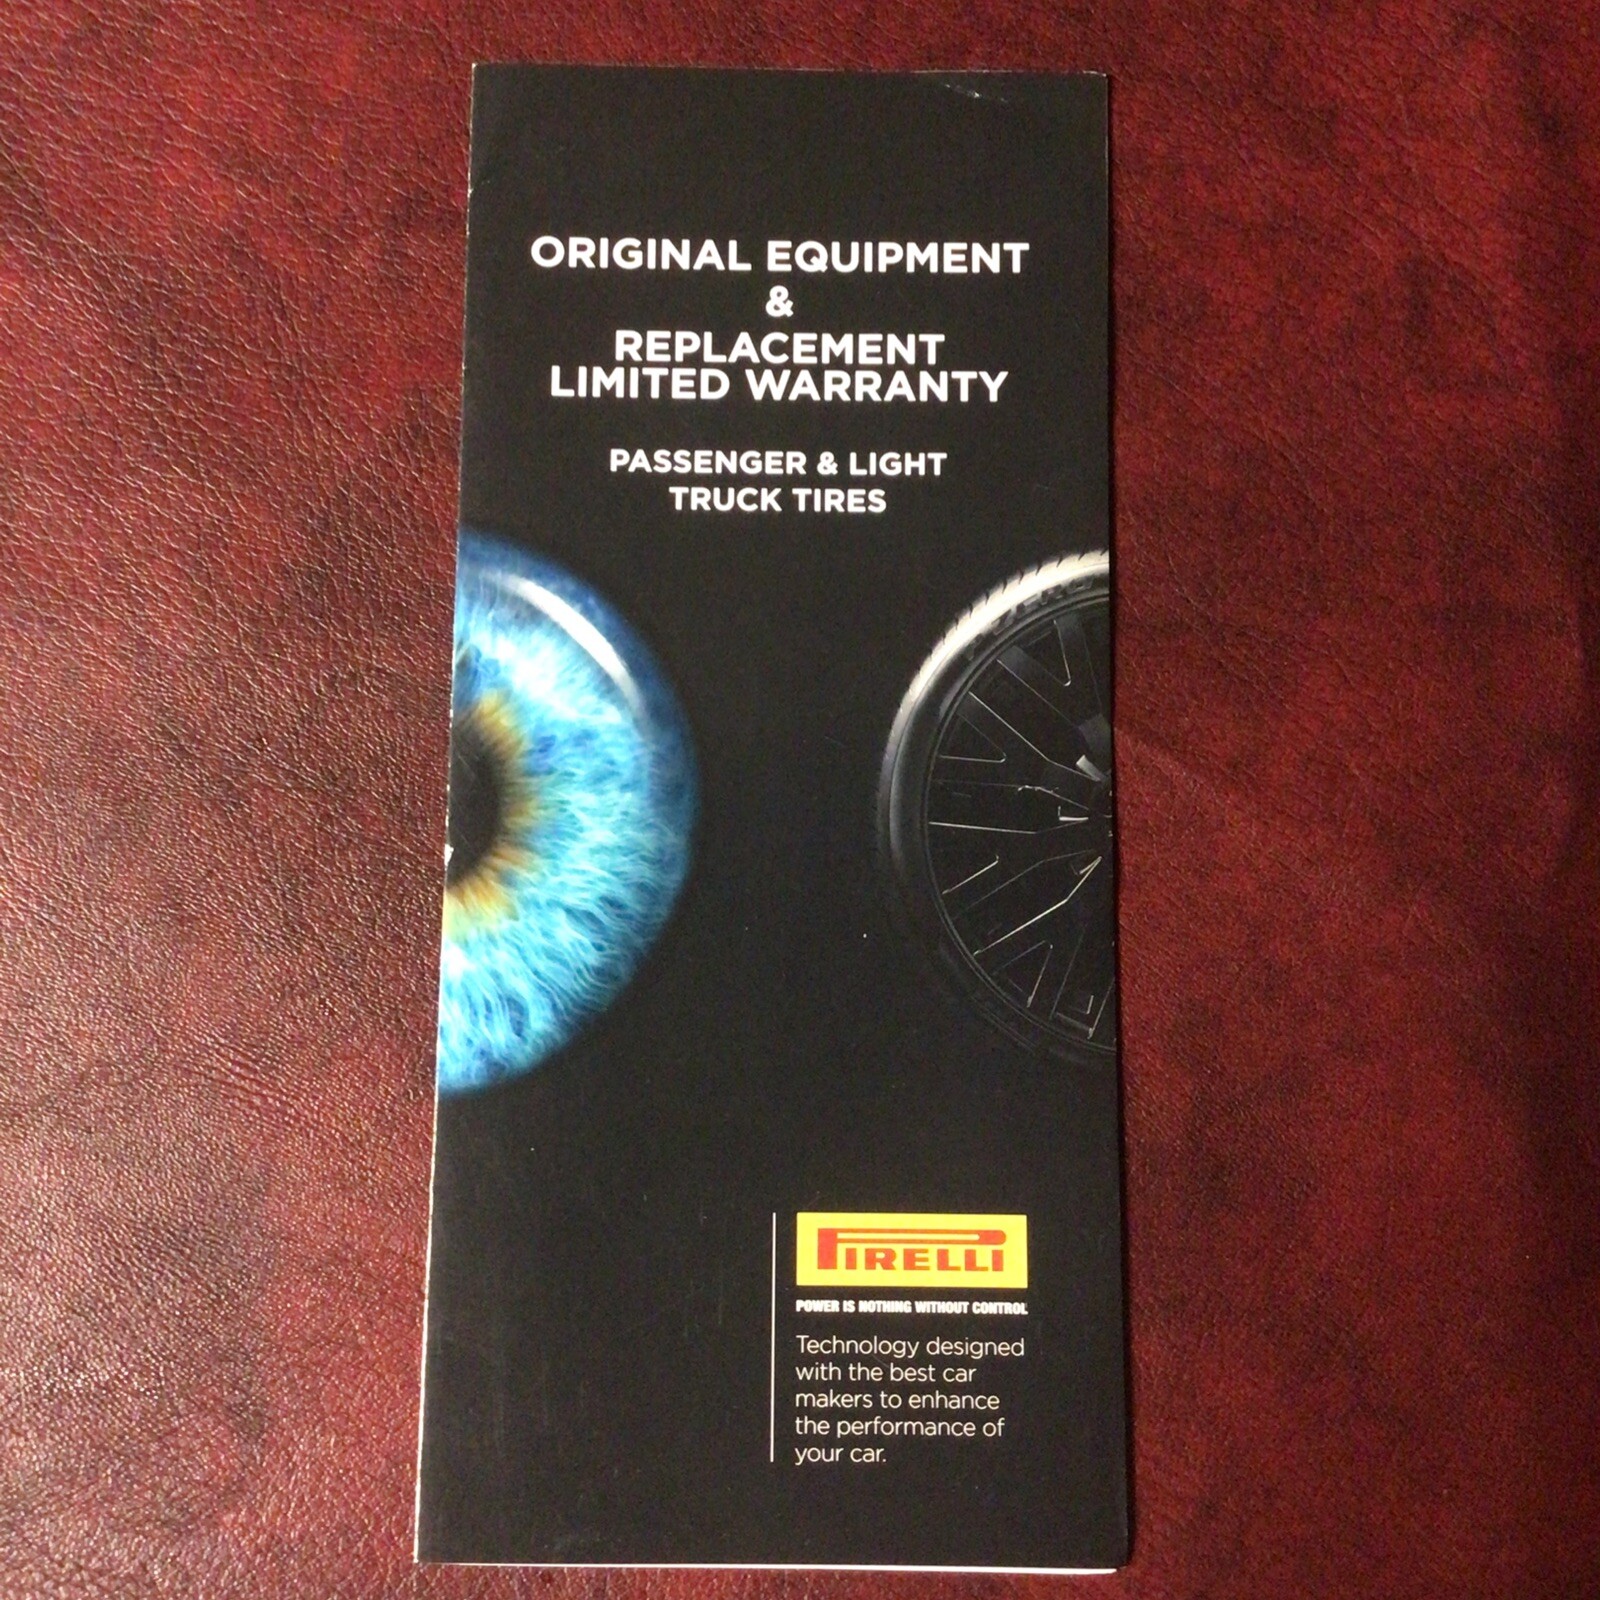 ORIGINAL EQUIPMENT
&
REPLACEMENT
LIMITED WARRANTY
PASSENGER & LIGHT
TRUCK TIRES
PIRELLI
POWER IS NOTHING WITHOUT CONTROL
Technology designed
with the best car
makers to enhance
the performance of
your car.